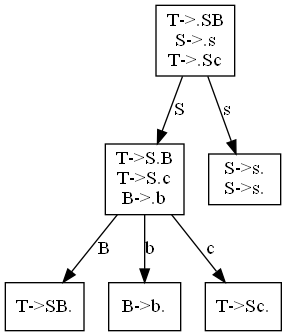 T->.SB
S->.s
T->.Sc
S
s
T->S.B
T->S.c
B->.b
S->s.
S->s.
B
b
c
T->SB.
B->b.
T->Sc.